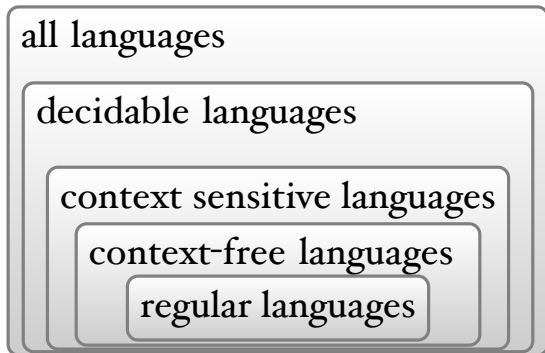 all languages
decidable languages
context sensitive languages
context-free languages
regular languages